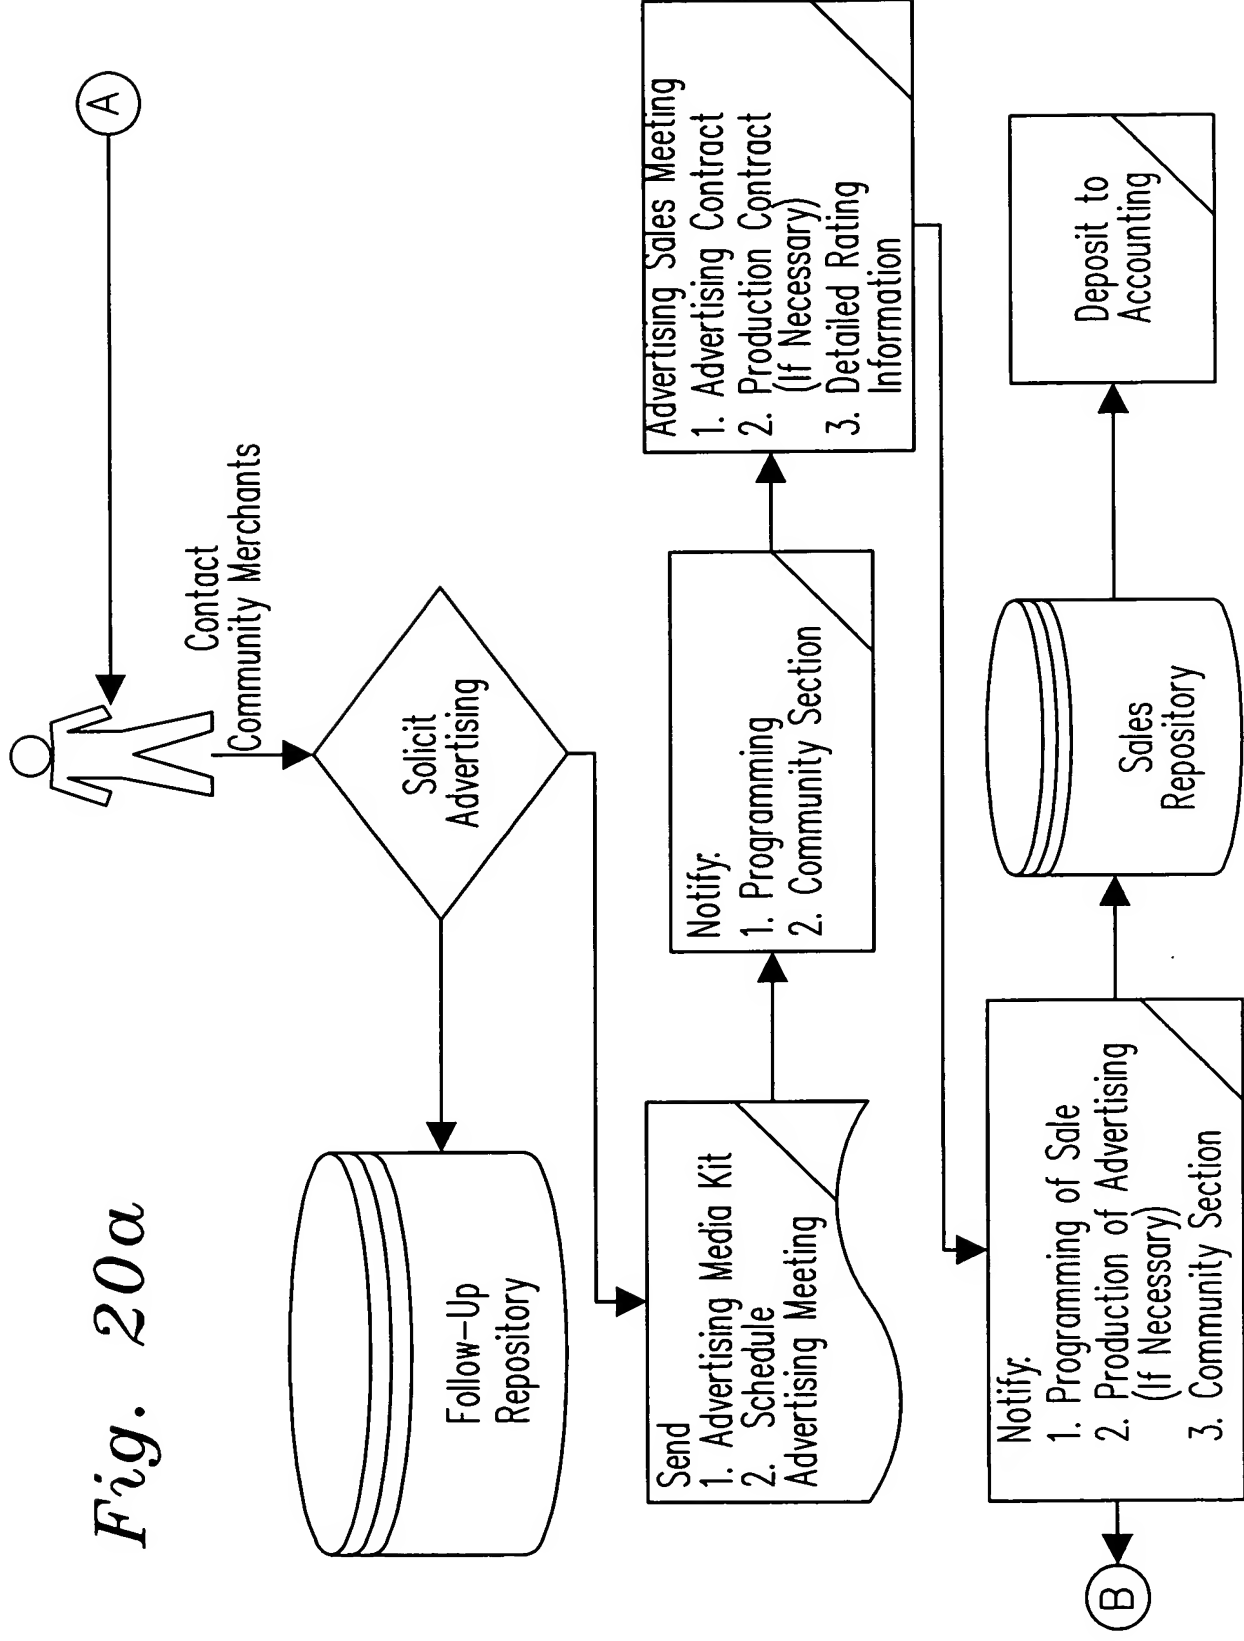 Fig. 20a
A
Contact
Community Merchants
Solicit
Advertising
Follow-Up
Repository
Send
1. Advertising Media Kit
2. Schedule
Advertising Meeting
Notify:
1. Programming
2. Community Section
Advertising Sales Meeting
1. Advertising Contract
2. Production Contract
(If Necessary)
3. Detailed Rating
Information
Notify:
1. Programming of Sale
2. Production of Advertising
(If Necessary)
3. Community Section
B
Sales
Repository
Deposit to
Accounting